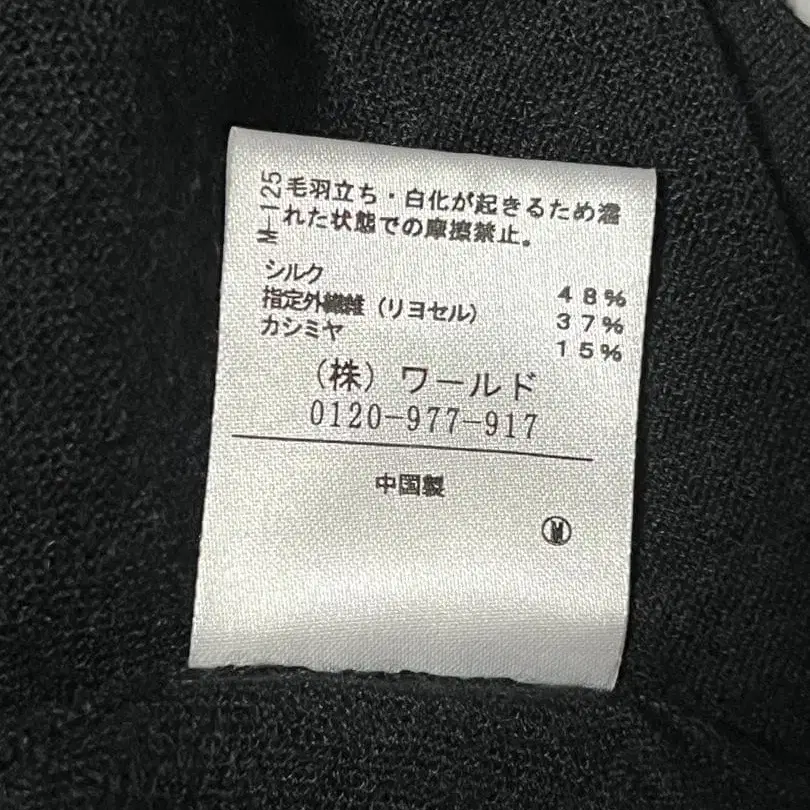 M-125
毛羽立ち・白化が起きるため濡
れた状態での摩擦禁止。
シルク 48%
指定外繊維(リヨセル) 37%
カシミヤ 15%
(株)ワールド
0120-977-917
中国製